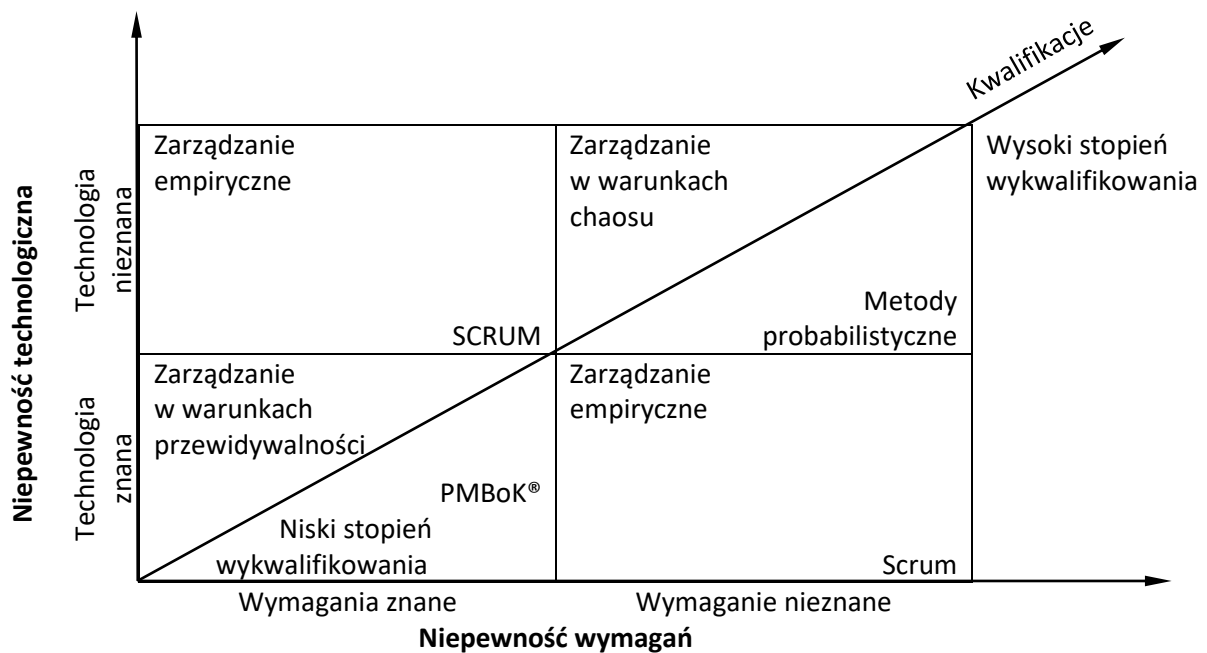 Kwalifikacje
Zarządzanie
empiryczne
Zarządzanie
w warunkach
chaosu
Wysoki stopień
wykwalifikowania
Niepewność technologiczna
Technologia
nieznana
SCRUM
Metody
probabilistyczne
Zarządzanie
w warunkach
przewidywalności
Zarządzanie
empiryczne
Technologia
znana
PMBoK®
Niski stopień
wykwalifikowania
Scrum
Wymagania znane
Wymaganie nieznane
Niepewność wymagań